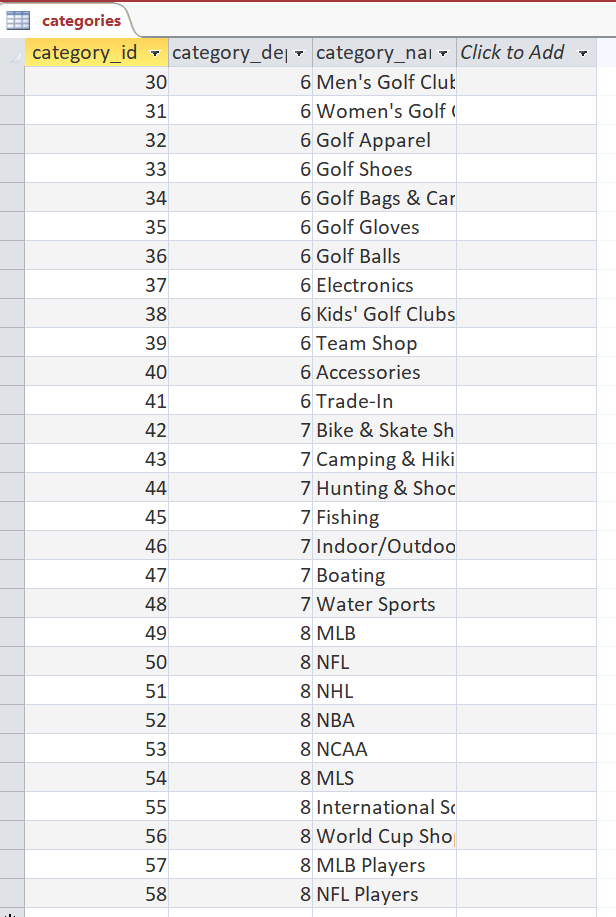 categories
category_id category_dep category_nar Click to Add
30 6 Men's Golf Club
31 6 Women's Golf
32 6 Golf Apparel
33 6 Golf Shoes
34 6 Golf Bags & Car
35 6 Golf Gloves
36 6 Golf Balls
37 6 Electronics
38 6 Kids' Golf Clubs
39 6 Team Shop
40 6 Accessories
41 6 Trade-In
42 7 Bike & Skate Sh
43 7 Camping & Hiki
44 7 Hunting & Shoo
45 7 Fishing
46 7 Indoor/Outdoo
47 7 Boating
48 7 Water Sports
49 8 MLB
50 8 NFL
51 8 NHL
52 8 NBA
53 8 NCAA
54 8 MLS
55 8 International So
56 8 World Cup Sho
57 8 MLB Players
58 8 NFL Players